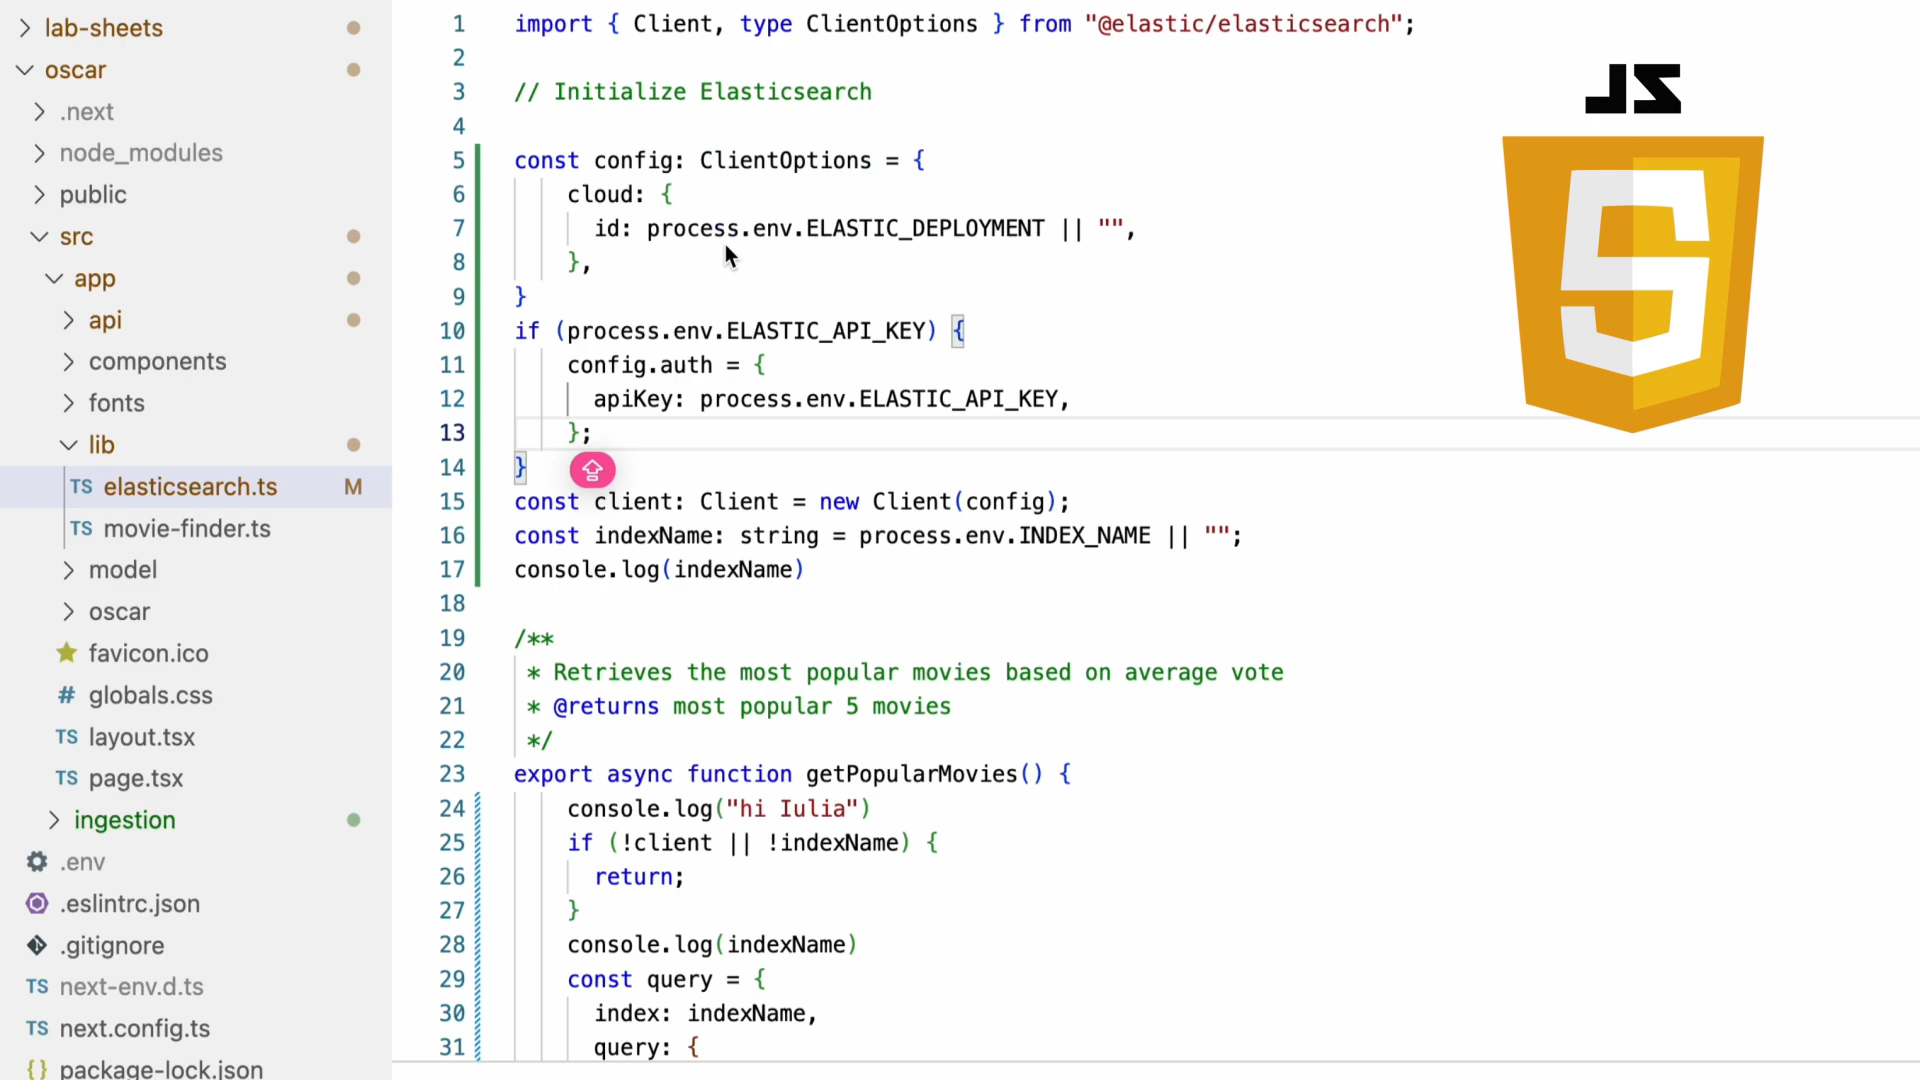 lab-sheets
oscar
.next
node_modules
public
src
app
api
components
fonts
lib
TS elasticsearch.ts M
TS movie-finder.ts
model
oscar
favicon.ico
# globals.css
TS layout.tsx
TS page.tsx
ingestion
.env
.eslintrc.json
.gitignore
TS next-env.d.ts
TS next.config.ts
{} package-lock.json
1 import { Client, type ClientOptions } from "@elastic/elasticsearch";
2
3 // Initialize Elasticsearch
4
5 const config: ClientOptions = {
6 cloud: {
7 id: process.env.ELASTIC_DEPLOYMENT || "",
8 },
9 }
10 if (process.env.ELASTIC_API_KEY) {
11 config.auth = {
12 apiKey: process.env.ELASTIC_API_KEY,
13 };
14 }
15 const client: Client = new Client(config);
16 const indexName: string = process.env.INDEX_NAME || "";
17 console.log(indexName)
18
19 /**
20 * Retrieves the most popular movies based on average vote
21 * @returns most popular 5 movies
22 */
23 export async function getPopularMovies() {
24 console.log("hi Iulia")
25 if (!client || !indexName) {
26 return;
27 }
28 console.log(indexName)
29 const query = {
30 index: indexName,
31 query: {
JS
5